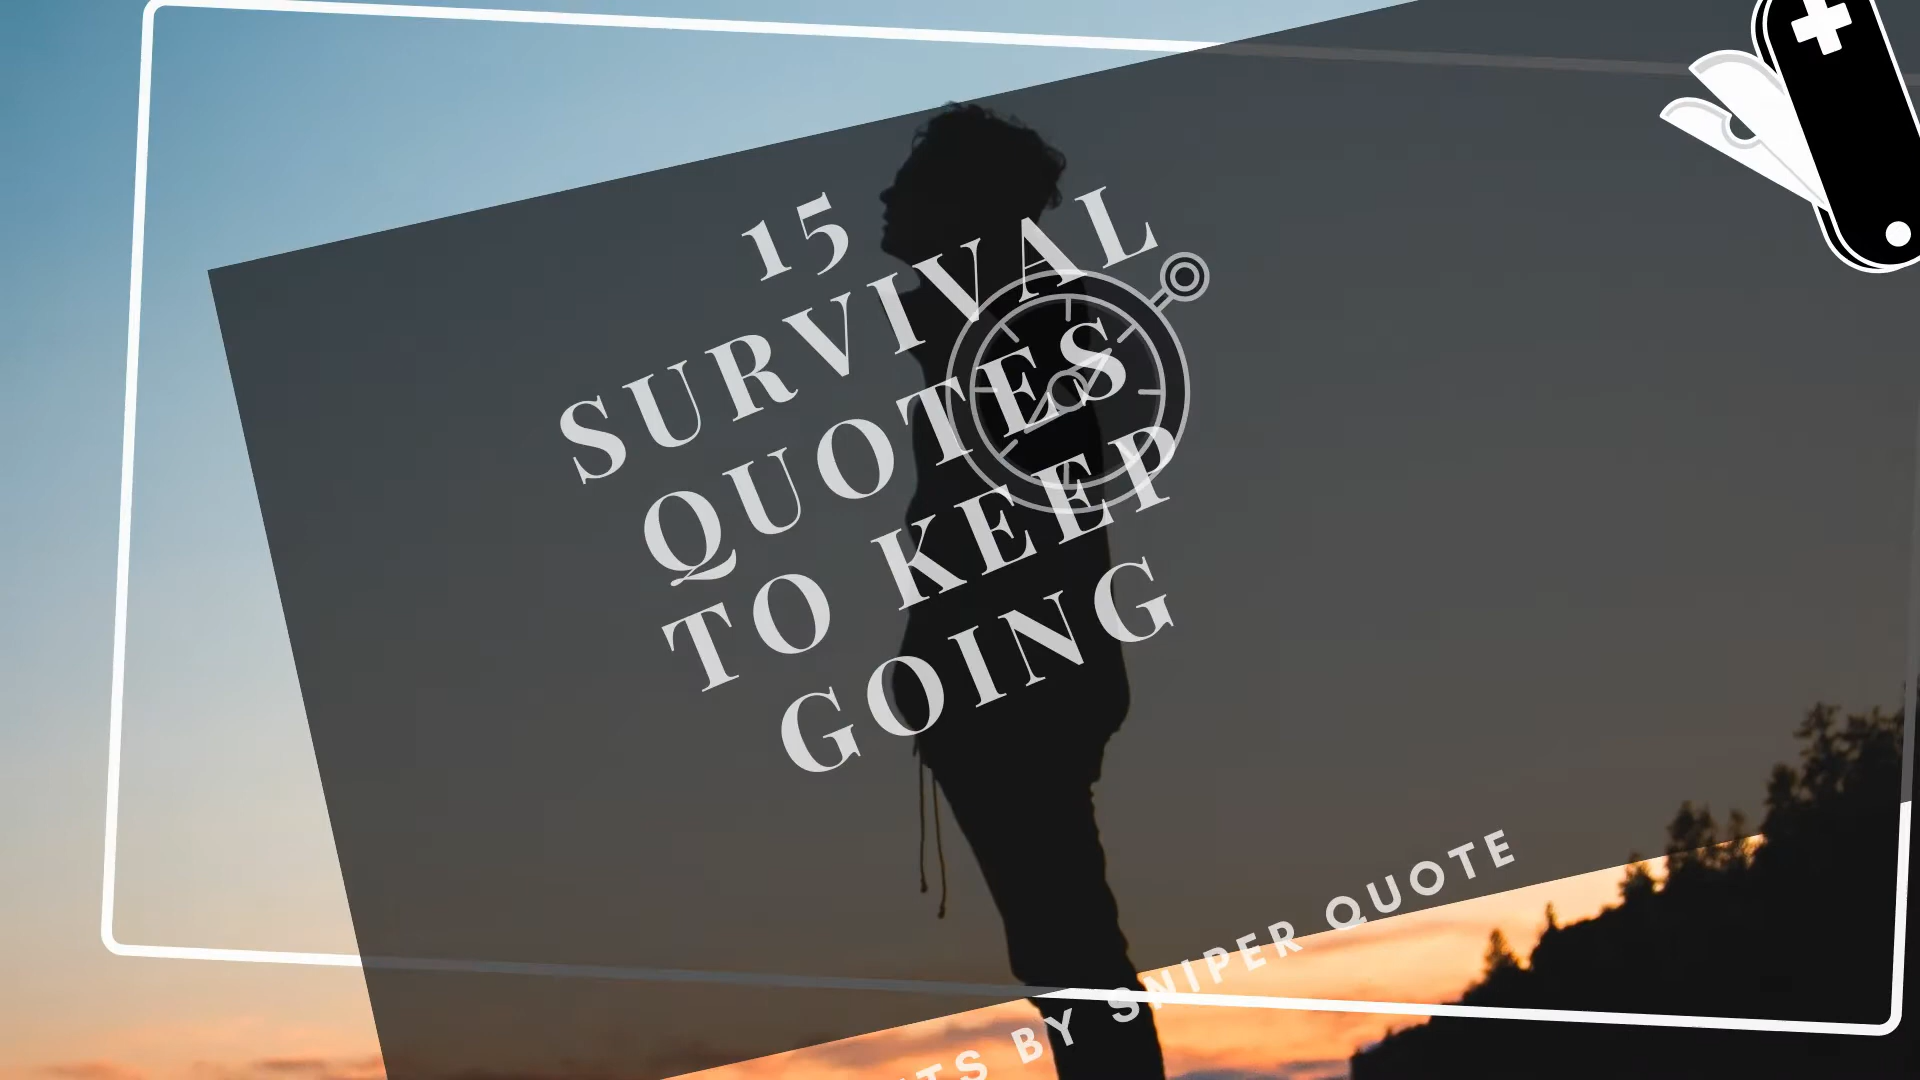 15
SURVIVAL
QUOTES
TO KEEP
GOING
BY SNIPER QUOTE